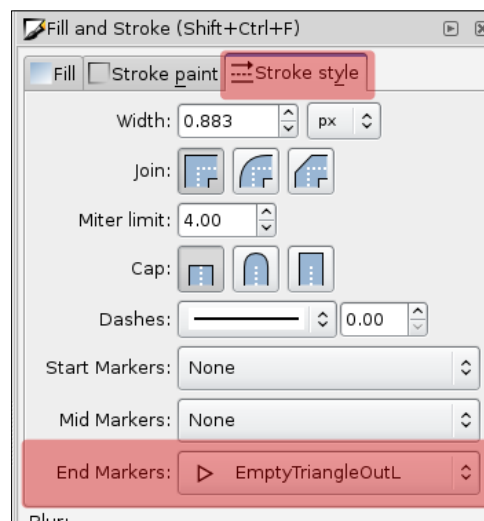 Fill and Stroke (Shift+Ctrl+F)
Fill Stroke paint Stroke style
Width: 0.883 px
Join:
Miter limit: 4.00
Cap:
Dashes: 0.00
Start Markers: None
Mid Markers: None
End Markers: EmptyTriangleOutL
Blur: